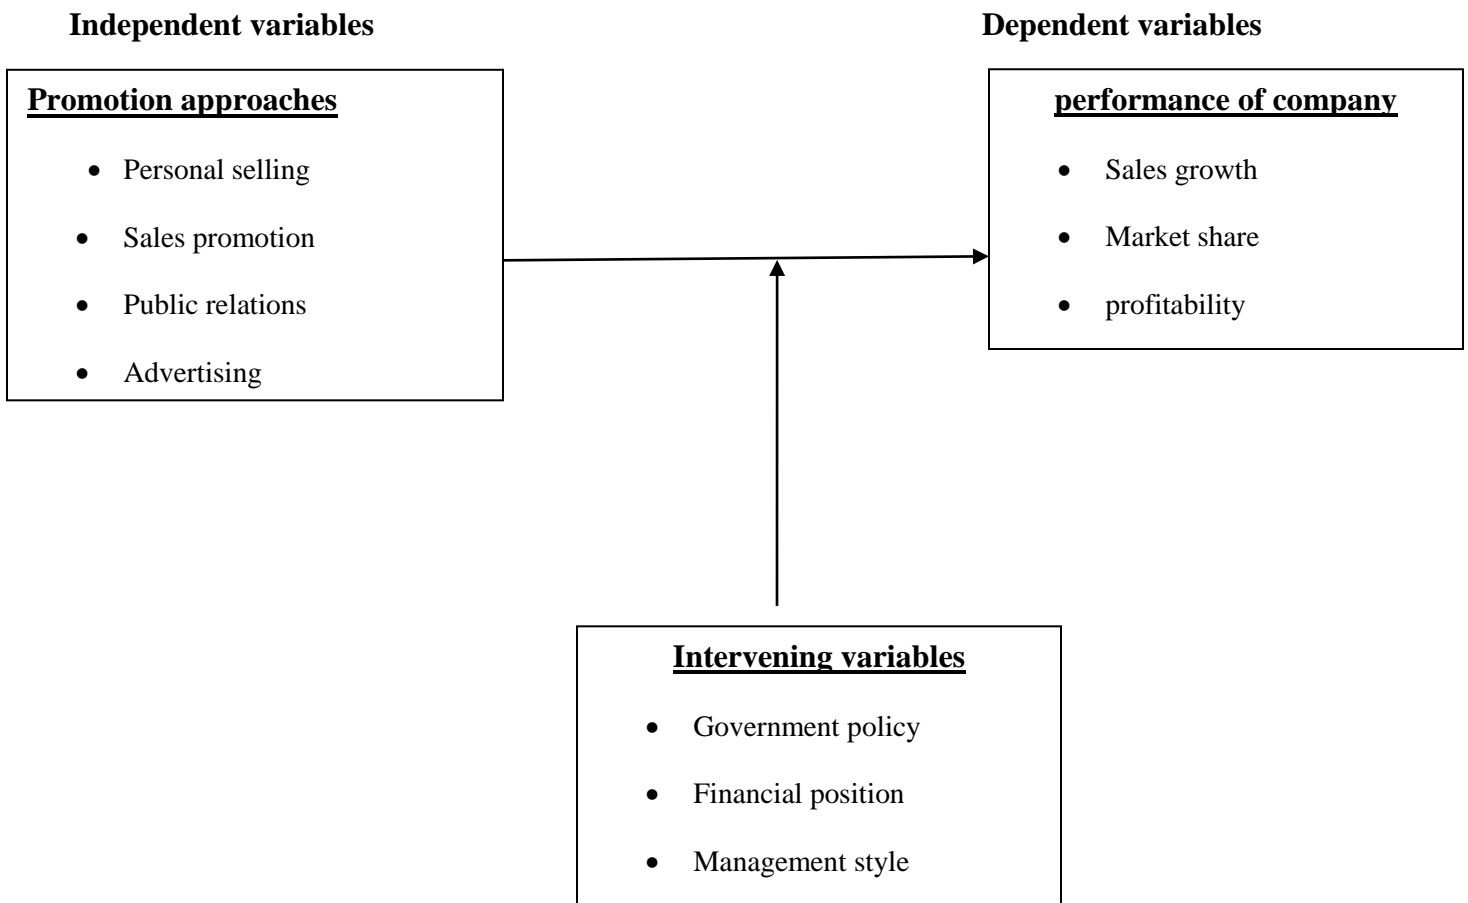 Independent variables
Dependent variables
Promotion approaches
• Personal selling
• Sales promotion
• Public relations
• Advertising
performance of company
• Sales growth
• Market share
• profitability
Intervening variables
• Government policy
• Financial position
• Management style